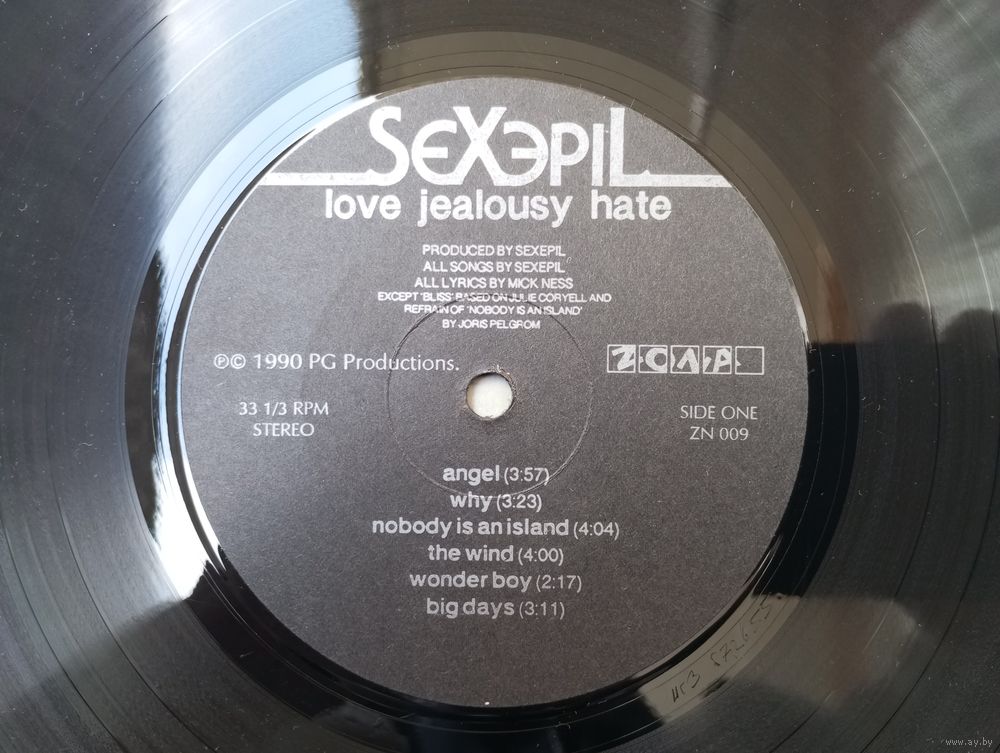 SEXEPIL
love jealousy hate
PRODUCED BY SEXEPIL
ALL SONGS BY SEXEPIL
ALL LYRICS BY MICK NESS
EXCEPT 'BLISS' BASED ON JULIE CORYELL AND
REFRAIN OF 'NOBODY IS AN ISLAND'
BY JORIS PELGROM
℗© 1990 PG Productions.
33 1/3 RPM
STEREO
SIDE ONE
ZN 009
angel (3:57)
why (3:23)
nobody is an island (4:04)
the wind (4:00)
wonder boy (2:17)
big days (3:11)
www.ay.by